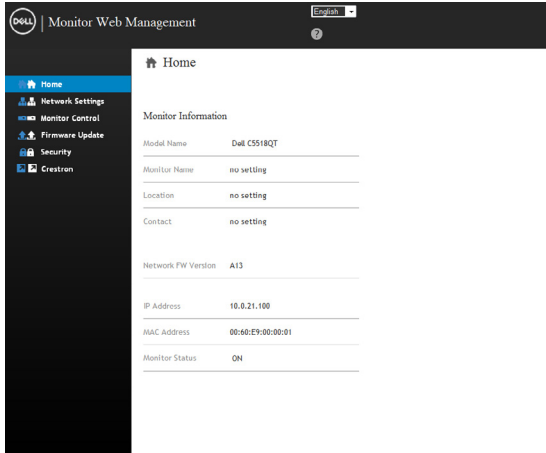 DELL | Monitor Web Management
English
?
Home
Network Settings
Monitor Control
Firmware Update
Security
Crestron
Home
Monitor Information
Model Name Dell C5518QT
Monitor Name no setting
Location no setting
Contact no setting
Network FW Version A13
IP Address 10.0.21.100
MAC Address 00:60:E9:00:00:01
Monitor Status ON